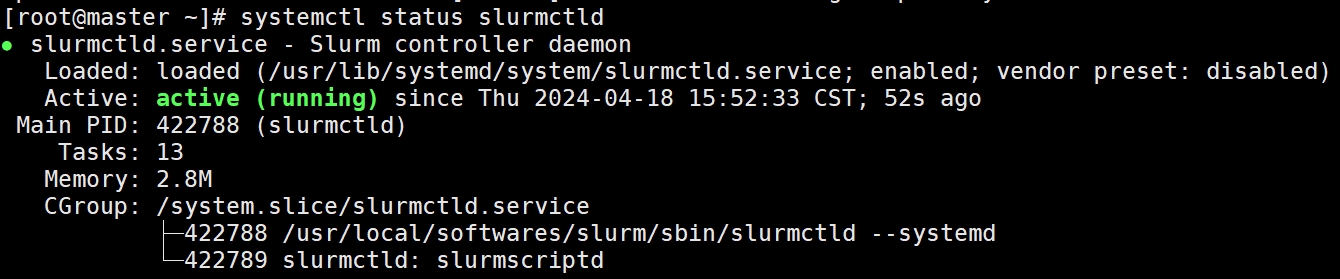 [root@master ~]# systemctl status slurmctld
● slurmctld.service - Slurm controller daemon
   Loaded: loaded (/usr/lib/systemd/system/slurmctld.service; enabled; vendor preset: disabled)
   Active: active (running) since Thu 2024-04-18 15:52:33 CST; 52s ago
 Main PID: 422788 (slurmctld)
    Tasks: 13
   Memory: 2.8M
   CGroup: /system.slice/slurmctld.service
           ├─422788 /usr/local/softwares/slurm/sbin/slurmctld --systemd
           └─422789 slurmctld: slurmscriptd